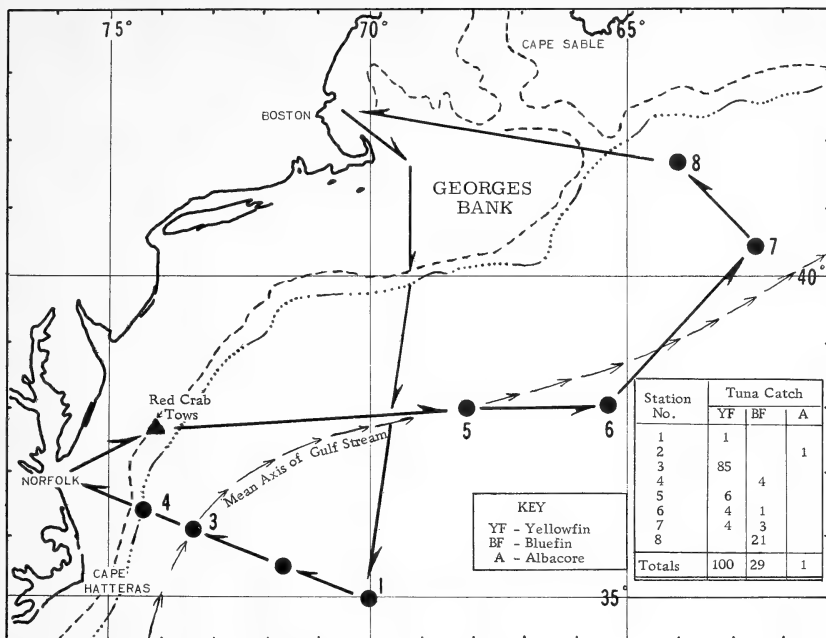 75°
70°
65°
CAPE SABLE
BOSTON
8
GEORGES
BANK
7
40°
Red Crab
Tows
5
6
Mean Axis of Gulf Stream
NORFOLK
4
3
CAPE
HATTERAS
1
35°
KEY
YF - Yellowfin
BF - Bluefin
A - Albacore
Station No. Tuna Catch
YF BF A
1 1
2 1
3 85
4 4
5 6
6 4 1
7 4 3
8 21
Totals 100 29 1